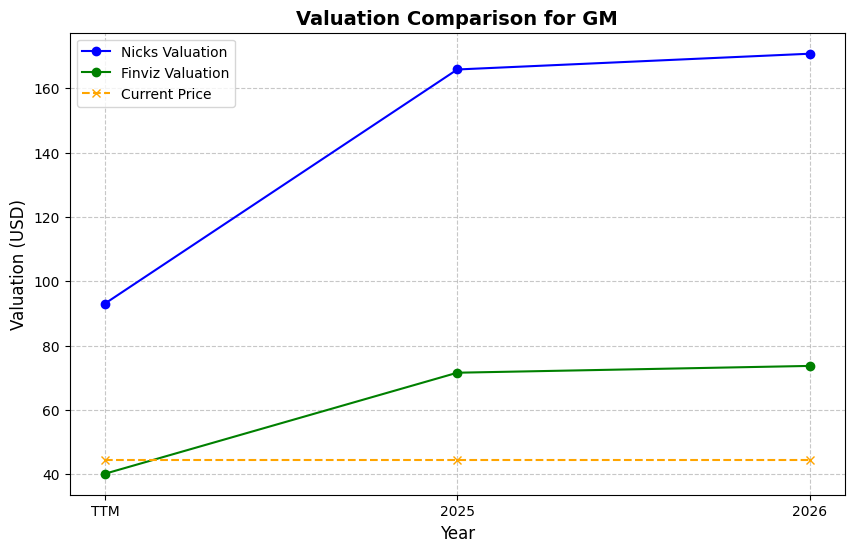 Valuation Comparison for GM
Nicks Valuation
Finviz Valuation
Current Price
Valuation (USD)
160
140
120
100
80
60
40
TTM
2025
2026
Year